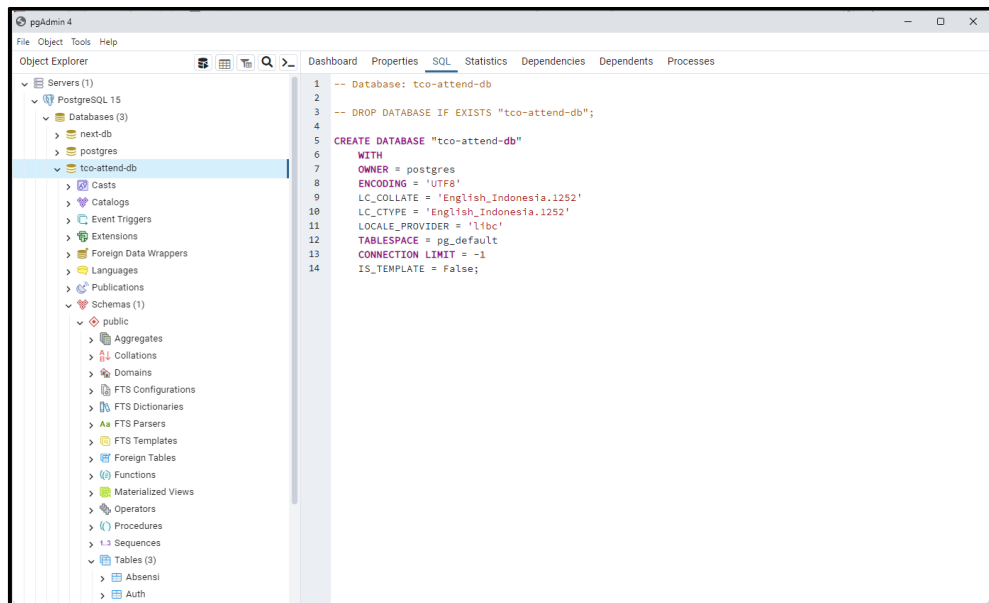 pgAdmin 4
File Object Tools Help
Object Explorer
Servers (1)
PostgreSQL 15
Databases (3)
next-db
postgres
tco-attend-db
Casts
Catalogs
Event Triggers
Extensions
Foreign Data Wrappers
Languages
Publications
Schemas (1)
public
Aggregates
Collations
Domains
FTS Configurations
FTS Dictionaries
Aa FTS Parsers
FTS Templates
Foreign Tables
Functions
Materialized Views
Operators
Procedures
1..3 Sequences
Tables (3)
Absensi
Auth
Dashboard Properties SQL Statistics Dependencies Dependents Processes
1 -- Database: tco-attend-db
2
3 -- DROP DATABASE IF EXISTS "tco-attend-db";
4
5 CREATE DATABASE "tco-attend-db"
6 WITH
7 OWNER = postgres
8 ENCODING = 'UTF8'
9 LC_COLLATE = 'English_Indonesia.1252'
10 LC_CTYPE = 'English_Indonesia.1252'
11 LOCALE_PROVIDER = 'libc'
12 TABLESPACE = pg_default
13 CONNECTION LIMIT = -1
14 IS_TEMPLATE = False;